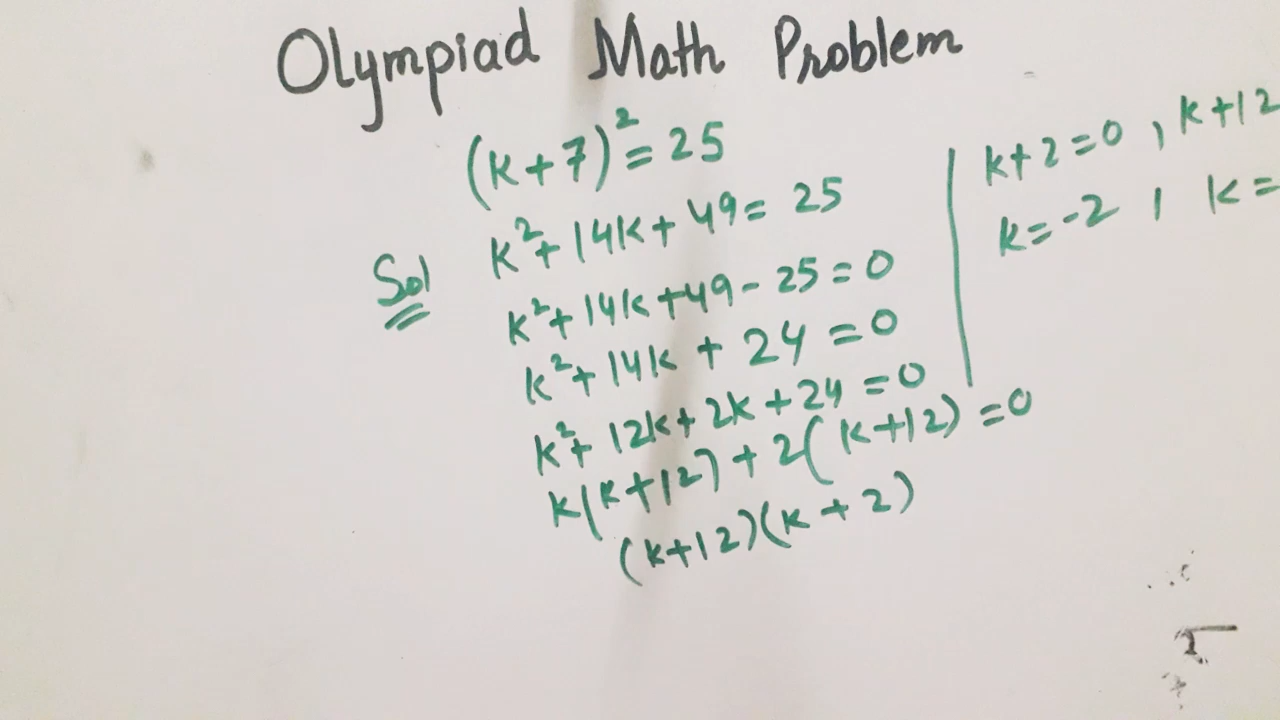 Olympiad Math Problem
(k+7)²=25
Sol
k²+14k+49=25
k²+14k+49-25=0
k²+14k+24=0
k²+12k+2k+24=0
k(k+12)+2(k+12)=0
(k+12)(k+2)
k+2=0, k+12
k=-2, k=